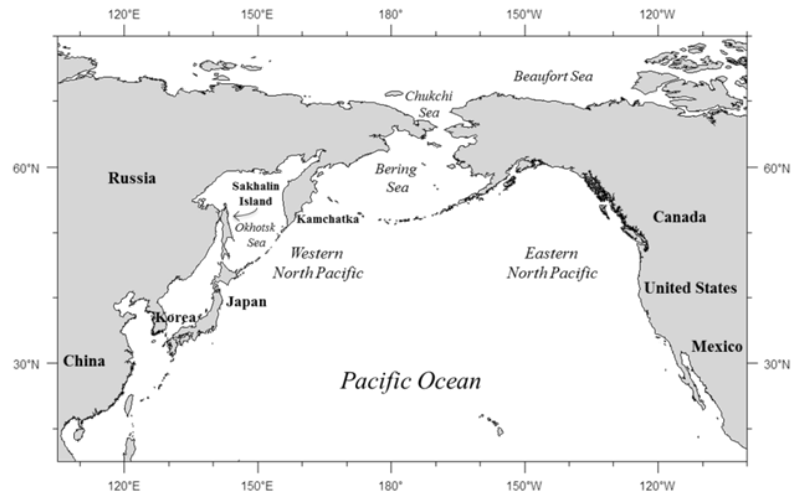 120°E 150°E 180° 150°W 120°W
Beaufort Sea
Chukchi
Sea
60°N 60°N
Bering
Sea
Russia
Sakhalin
Island
Kamchatka
Okhotsk
Sea
Canada
Western
North Pacific
Eastern
North Pacific
United States
Japan
Korea
Mexico
China
30°N 30°N
Pacific Ocean
120°E 150°E 180° 150°W 120°W